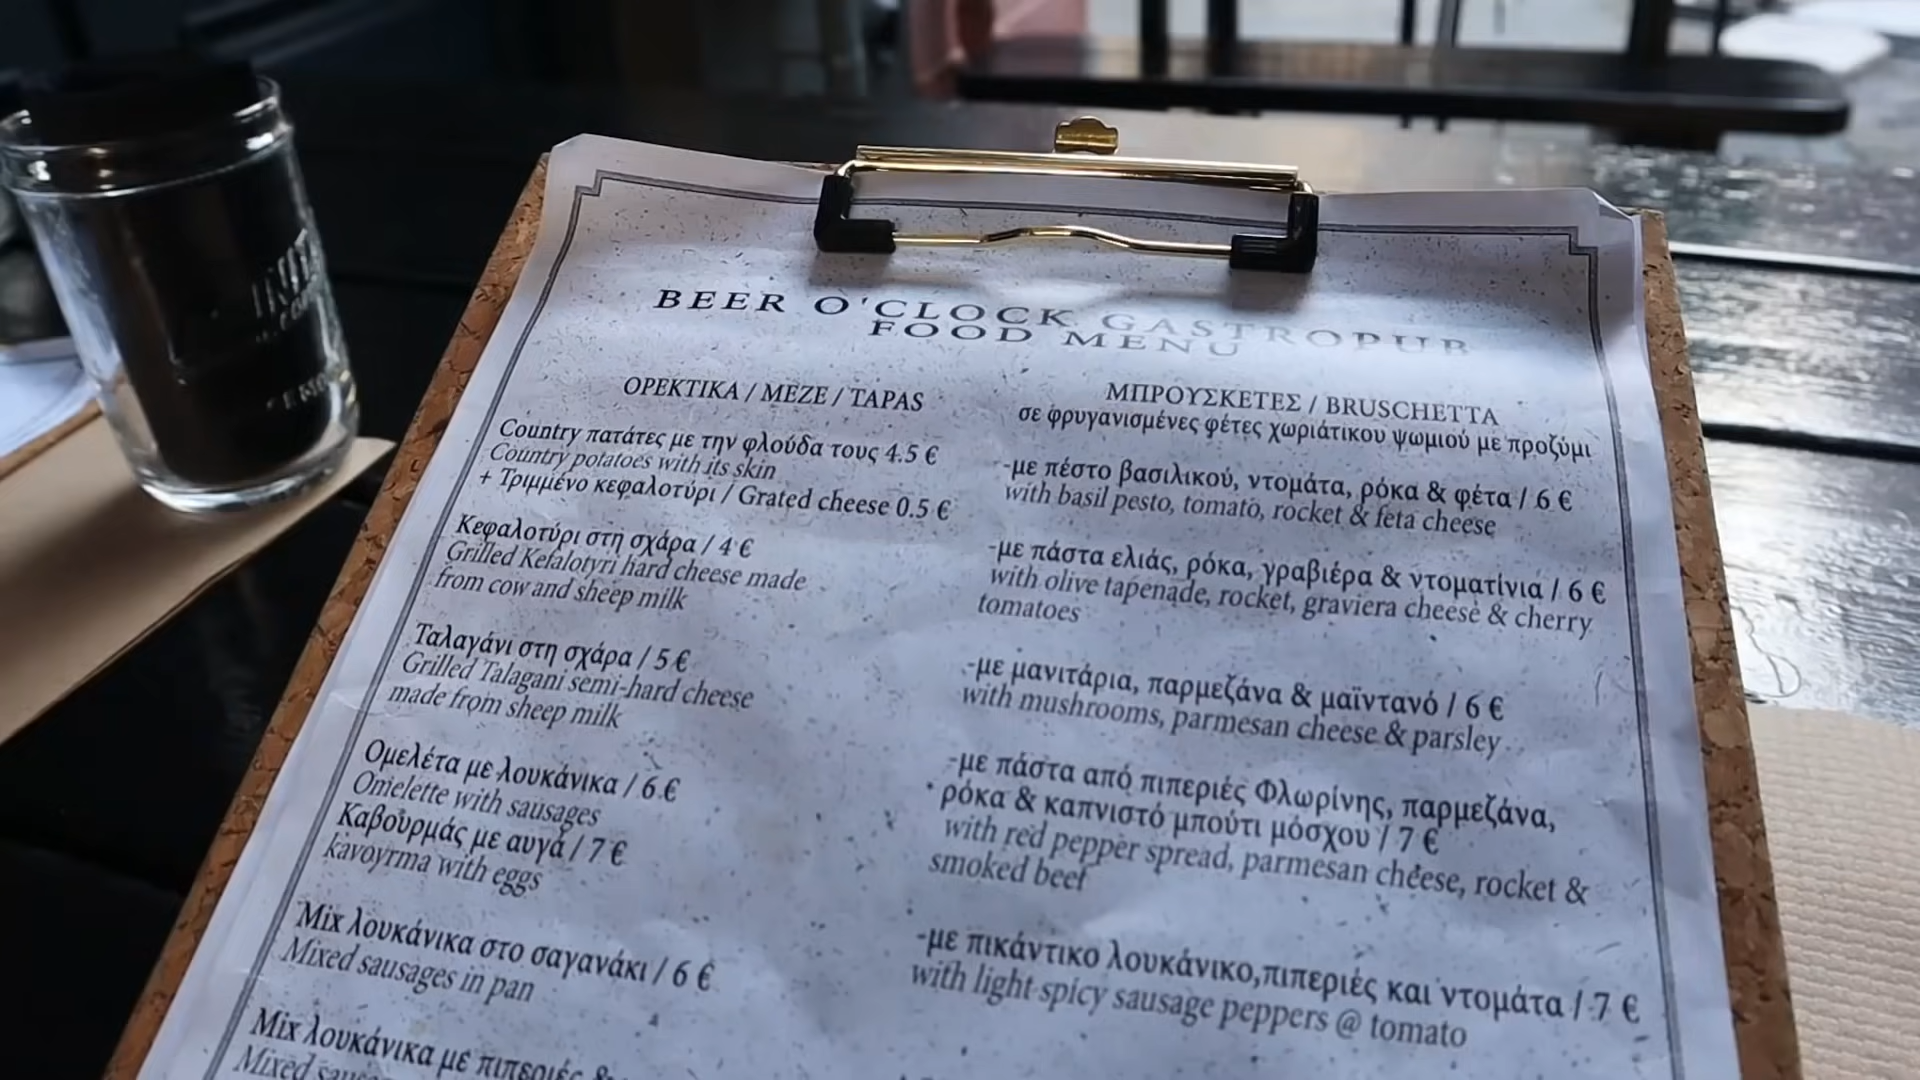 BEER O'CLOCK GASTROPUB
FOOD MENU
ΟΡΕΚΤΙΚΑ / MEZE / TAPAS
Country πατάτες με την φλούδα τους 4.5 €
Country potatoes with its skin
+ Τριμμένο κεφαλοτύρι / Grated cheese 0.5 €
Κεφαλοτύρι στη σχάρα / 4 €
Grilled Kefalotyri hard cheese made
from cow and sheep milk
Ταλαγάνι στη σχάρα / 5 €
Grilled Talagani semi-hard cheese
made from sheep milk
Ομελέτα με λουκάνικα / 6 €
Omelette with sausages
Καβουρμάς με αυγά / 7 €
kavoyrma with eggs
Mix λουκάνικα στο σαγανάκι / 6 €
Mixed sausages in pan
Mix λουκάνικα με πιπεριές &
Mixed
ΜΠΡΟΥΣΚΕΤΕΣ / BRUSCHETTA
σε φρυγανισμένες φέτες χωριάτικου ψωμιού με προζύμι
-με πέστο βασιλικού, ντομάτα, ρόκα & φέτα / 6 €
with basil pesto, tomato, rocket & feta cheese
-με πάστα ελιάς, ρόκα, γραβιέρα & ντοματίνια / 6 €
with olive tapenade, rocket, graviera cheese & cherry
tomatoes
-με μανιτάρια, παρμεζάνα & μαϊντανό / 6 €
with mushrooms, parmesan cheese & parsley
-με πάστα από πιπεριές Φλωρίνης, παρμεζάνα,
ρόκα & καπνιστό μπούτι μόσχου / 7 €
with red pepper spread, parmesan cheese, rocket &
smoked beef
-με πικάντικο λουκάνικο,πιπεριές και ντομάτα / 7 €
with light spicy sausage peppers @ tomato